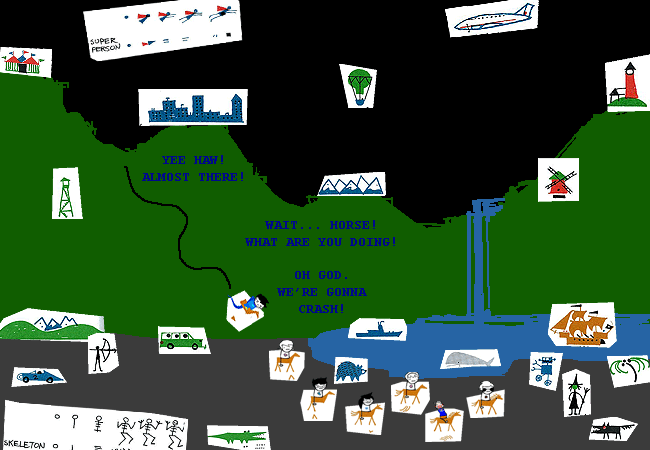 SUPER
PERSON
YEE HAW!
ALMOST THERE!
WAIT... HORSE!
WHAT ARE YOU DOING!
OH GOD.
WE'RE GONNA
CRASH!
SKELETON